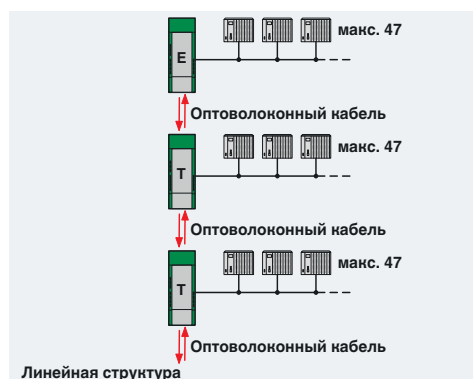 макс. 47
E
Оптоволоконный кабель
макс. 47
T
Оптоволоконный кабель
макс. 47
T
Оптоволоконный кабель
Линейная структура